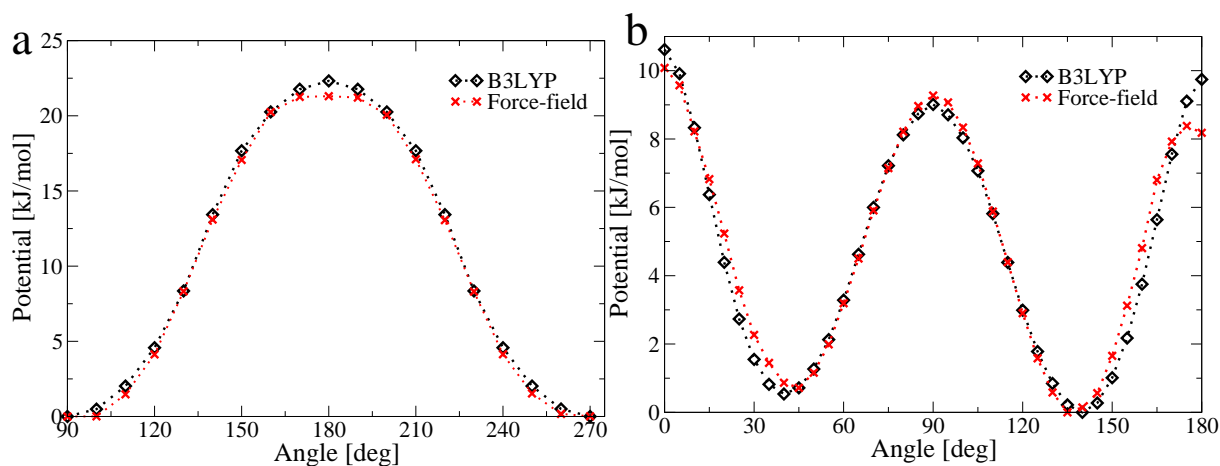 a
25
20
15
10
5
0
Potential [kJ/mol]
B3LYP
Force-field
90 120 150 180 210 240 270
Angle [deg]
b
10
8
6
4
2
0
Potential [kJ/mol]
B3LYP
Force-field
0 30 60 90 120 150 180
Angle [deg]